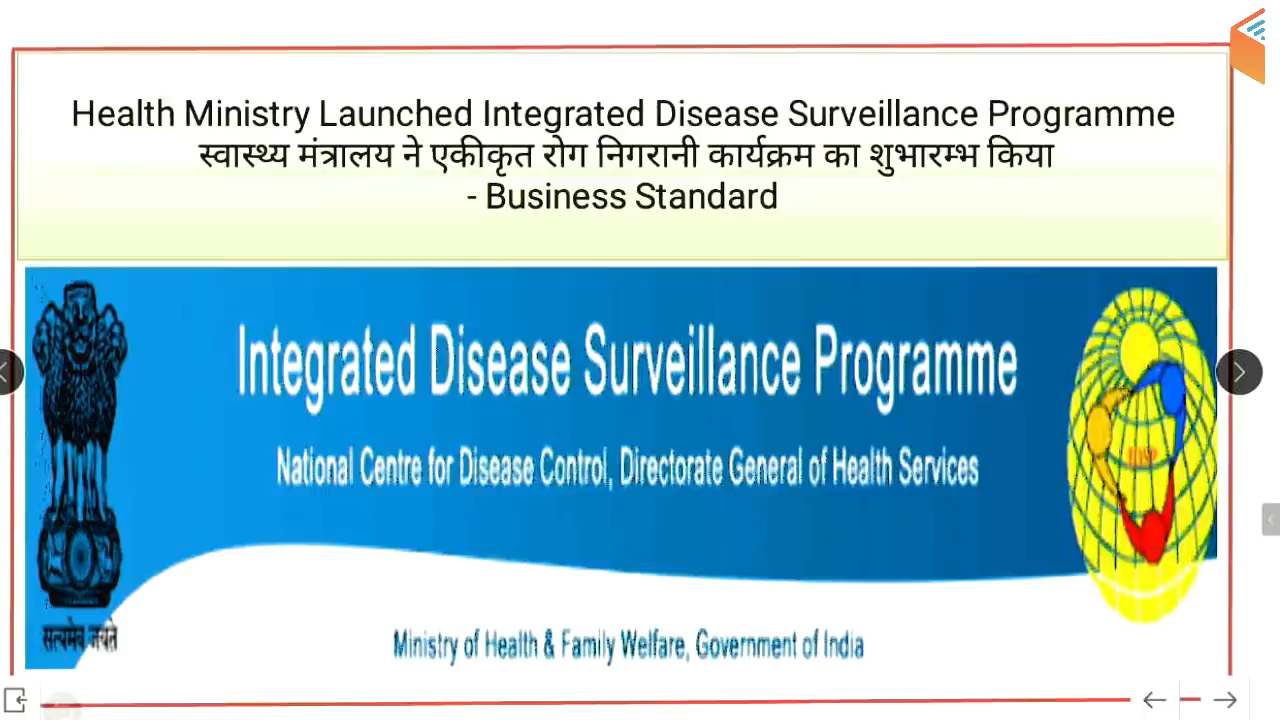 Health Ministry Launched Integrated Disease Surveillance Programme
स्वास्थ्य मंत्रालय ने एकीकृत रोग निगरानी कार्यक्रम का शुभारम्भ किया
- Business Standard
Integrated Disease Surveillance Programme
National Centre for Disease Control, Directorate General of Health Services
IDSP
सत्यमेव जयते
Ministry of Health & Family Welfare, Government of India